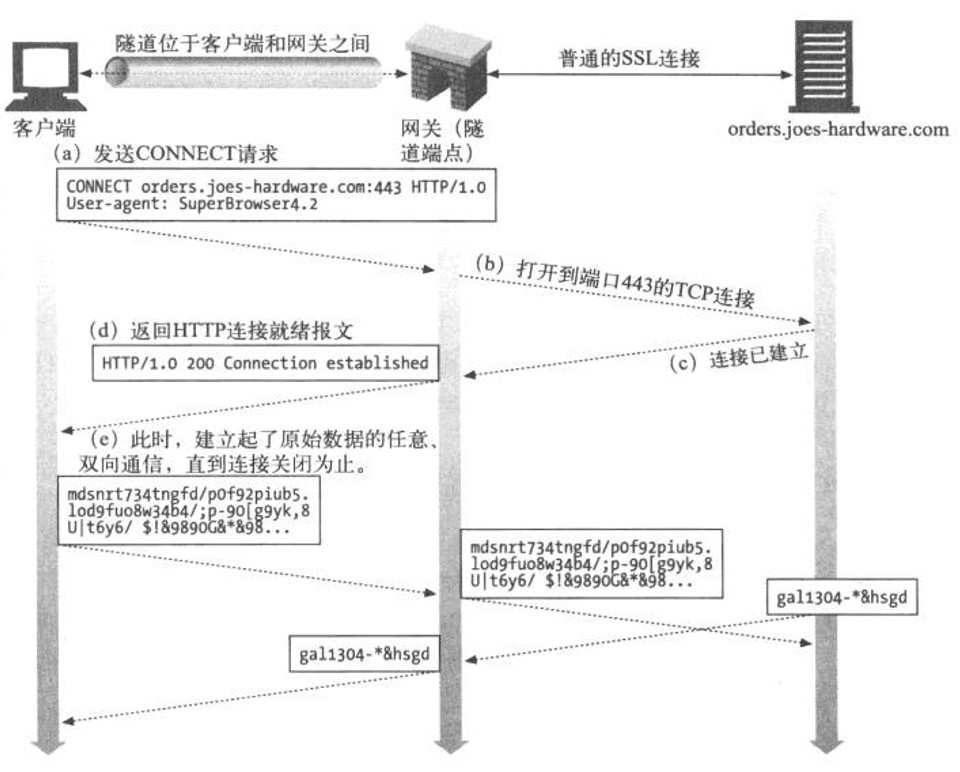 隧道位于客户端和网关之间
普通的SSL连接
客户端
网关（隧
道端点）
orders.joes-hardware.com
（a）发送CONNECT请求
CONNECT orders.joes-hardware.com:443 HTTP/1.0
User-agent: SuperBrowser4.2
（b）打开到端口443的TCP连接
（d）返回HTTP连接就绪报文
HTTP/1.0 200 Connection established
（c）连接已建立
（e）此时，建立起了原始数据的任意、
双向通信，直到连接关闭为止。
mdsnrt734tngfd/p0f92piub5.
lod9fuo8w34b4/;p-90[g9yk,8
U|t6y6/ $!&9890G&*&98...
mdsnrt734tngfd/p0f92piub5.
lod9fuo8w34b4/;p-90[g9yk,8
U|t6y6/ $!&9890G&*&98...
gal1304-*&hsgd
gal1304-*&hsgd